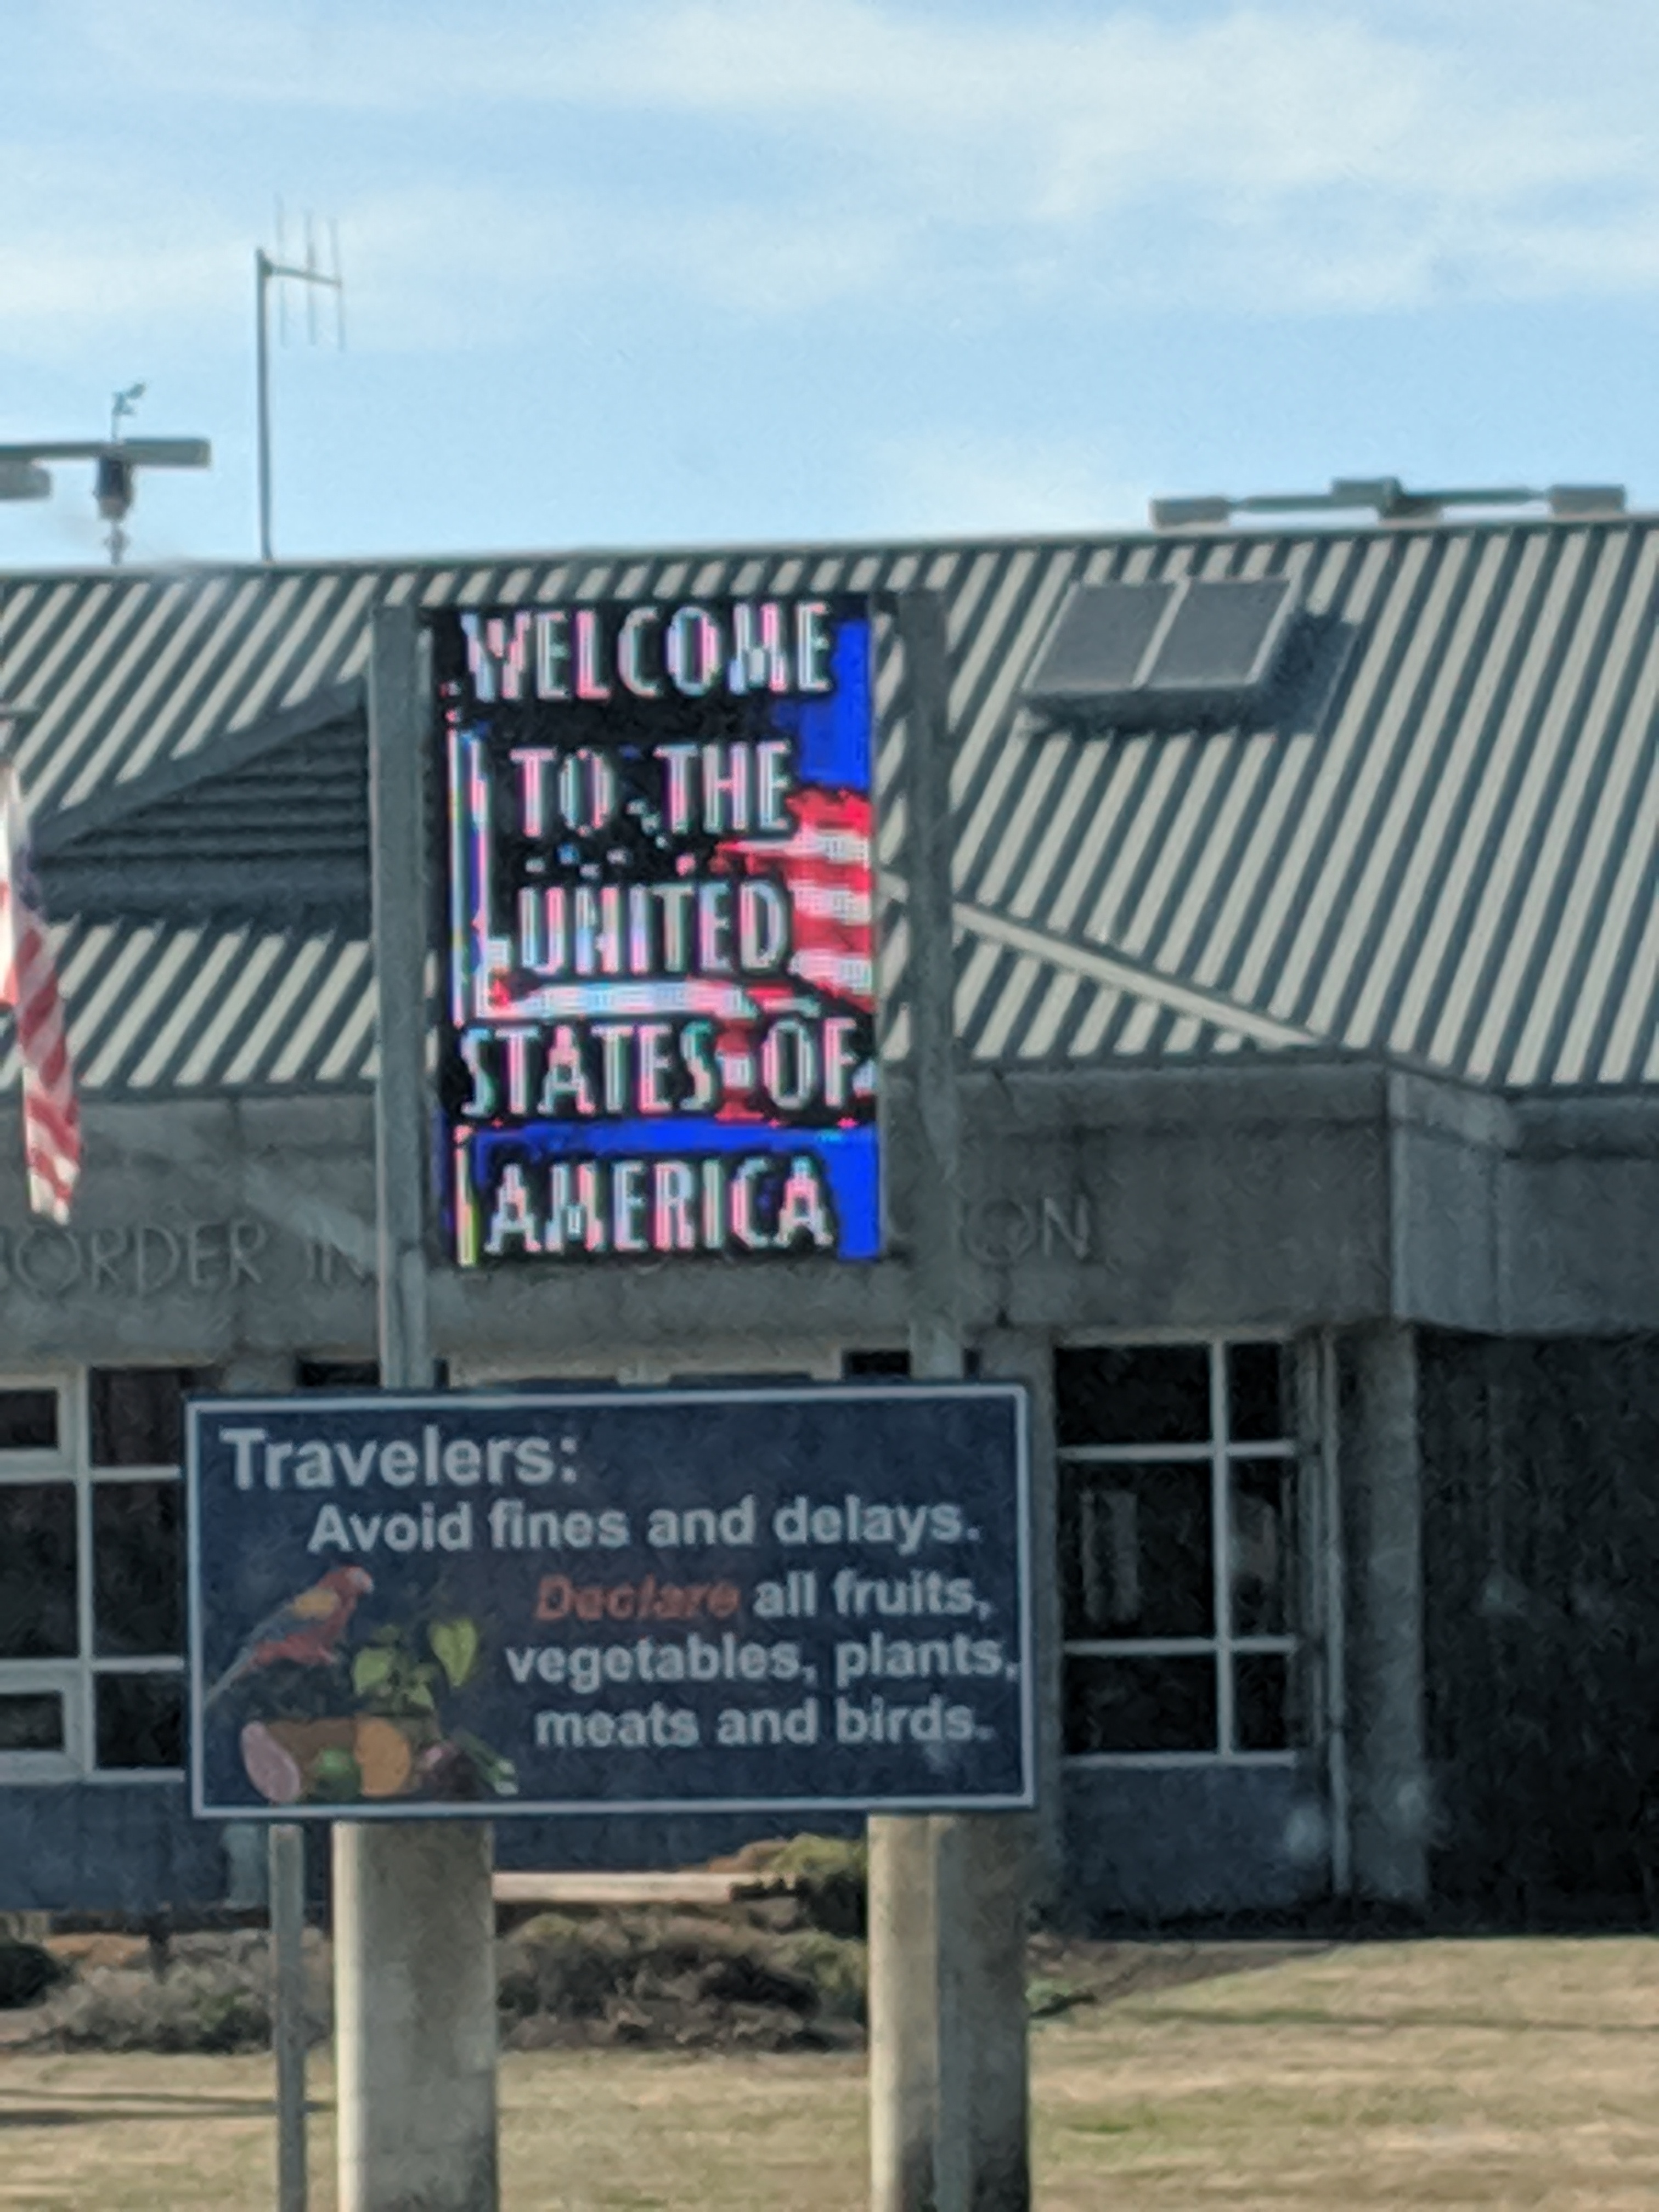 WELCOME
TO THE
UNITED
STATES OF
AMERICA
Travelers:
Avoid fines and delays.
Declare all fruits,
vegetables, plants,
meats and birds.